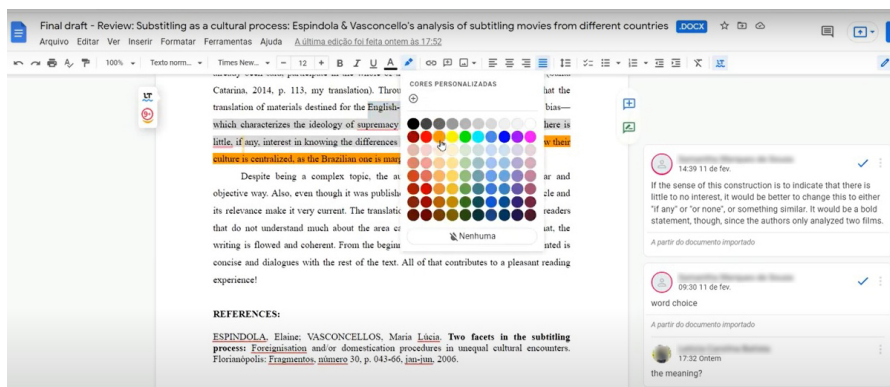 Final draft - Review: Substitling as a cultural process: Espindola & Vasconcello's analysis of subtitling movies from different countries .DOCX
Arquivo Editar Ver Inserir Formatar Ferramentas Ajuda A última edição foi feita ontem às 17:52
100% Texto norm... Times New... 12 B I U A
Catarina, 2014, p. 113, my translation). Throu hat the
translation of materials destined for the English- bias—
which characterizes the ideology of supremacy here is
little, if any, interest in knowing the differences w their
culture is centralized, as the Brazilian one is marg
Despite being a complex topic, the au ar and
objective way. Also, even though it was publishe cle and
its relevance make it very current. The translatio readers
that do not understand much about the area ca at, the
writing is flowed and coherent. From the beginn nted is
concise and dialogues with the rest of the text. All of that contributes to a pleasant reading
experience!
REFERENCES:
ESPINDOLA, Elaine; VASCONCELLOS, Maria Lúcia. Two facets in the subtitling
process: Foreignisation and/or domestication procedures in unequal cultural encounters.
Florianópolis: Fragmentos, número 30, p. 043-66, jan-jun, 2006.
CORES PERSONALIZADAS
Nenhuma
LT
9+
14:39 11 de fev.
If the sense of this construction is to indicate that there is
little to no interest, it would be better to change this to either
"if any" or "or none", or something similar. It would be a bold
statement, though, since the authors only analyzed two films.
A partir do documento importado
09:30 11 de fev.
word choice
A partir do documento importado
17:32 Ontem
the meaning?